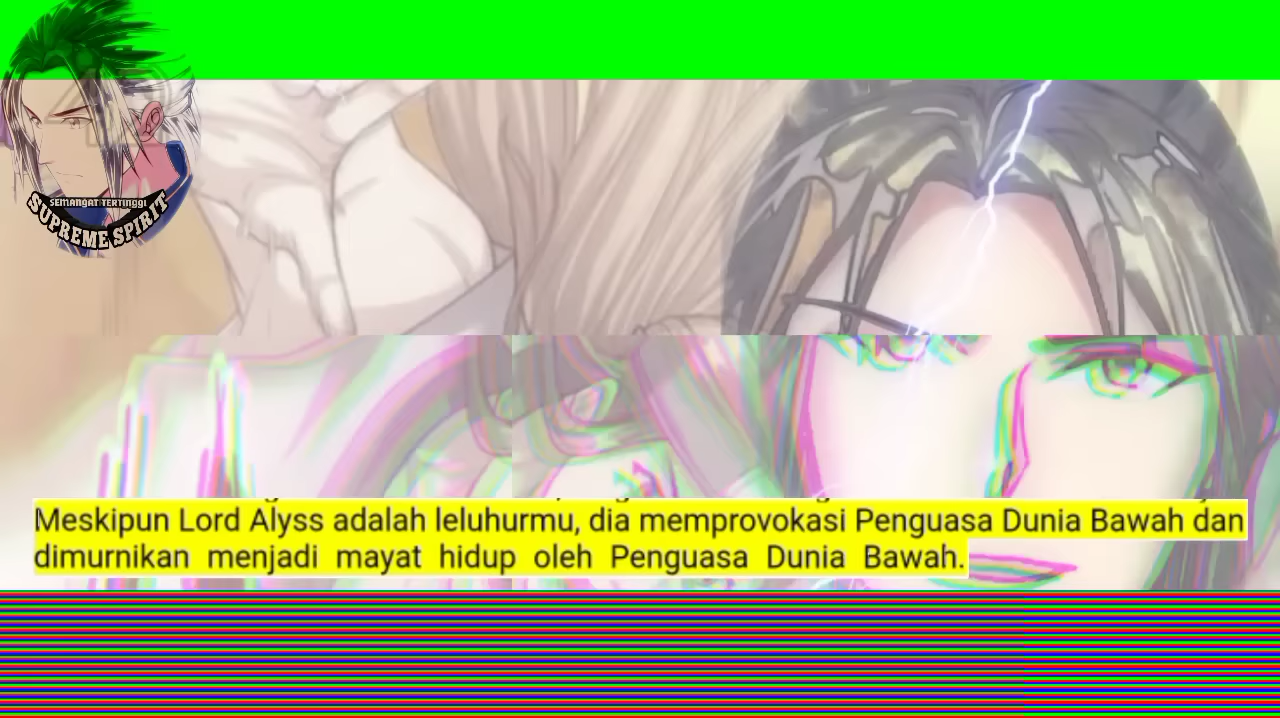 SEMANGAT TERTINGGI
SUPREME SPIRIT
Meskipun Lord Alyss adalah leluhurmu, dia memprovokasi Penguasa Dunia Bawah dan
dimurnikan menjadi mayat hidup oleh Penguasa Dunia Bawah.